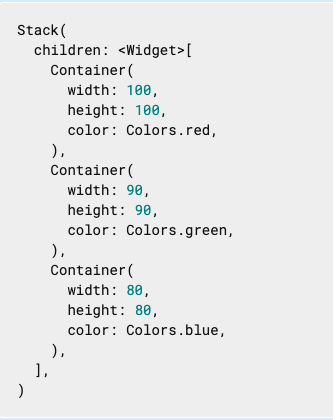 Stack(
  children: <Widget>[
    Container(
      width: 100,
      height: 100,
      color: Colors.red,
    ),
    Container(
      width: 90,
      height: 90,
      color: Colors.green,
    ),
    Container(
      width: 80,
      height: 80,
      color: Colors.blue,
    ),
  ],
)